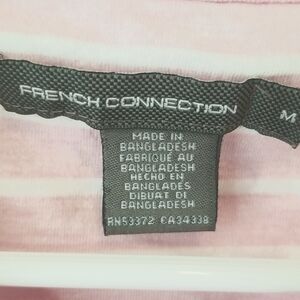 FRENCH CONNECTION
M
MADE IN
BANGLADESH
FABRIQUÉ AU
BANGLADESH
HECHO EN
BANGLADES
DIBUAT DI
BANGLADESH
RN53372 CA34338